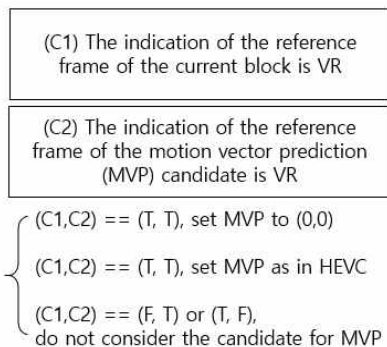 (C1) The indication of the reference
frame of the current block is VR
(C2) The indication of the reference
frame of the motion vector prediction
(MVP) candidate is VR
(C1,C2) == (T, T), set MVP to (0,0)
(C1,C2) == (T, T), set MVP as in HEVC
(C1,C2) == (F, T) or (T, F),
do not consider the candidate for MVP